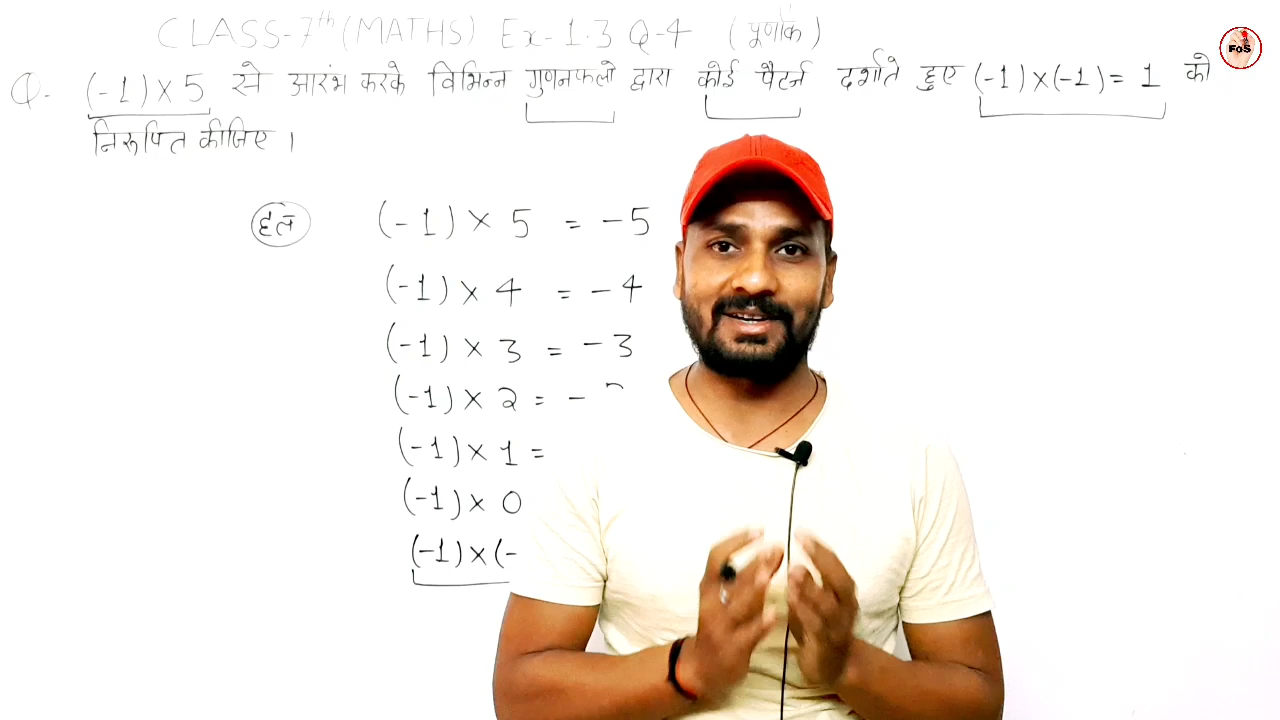 CLASS-7th (MATHS) Ex-1.3 Q-4 (पूर्णांक)
FoS
Q- (-1) × 5 से आरंभ करके विभिन्न गुणनफलो द्वारा कोई पैटर्न दर्शाते हुए (-1)×(-1) = 1 को
निरूपित कीजिए ।
हल (-1) × 5 = -5
(-1) × 4 = -4
(-1) × 3 = -3
(-1) × 2 = -
(-1) × 1 =
(-1) × 0
(-1) × (-